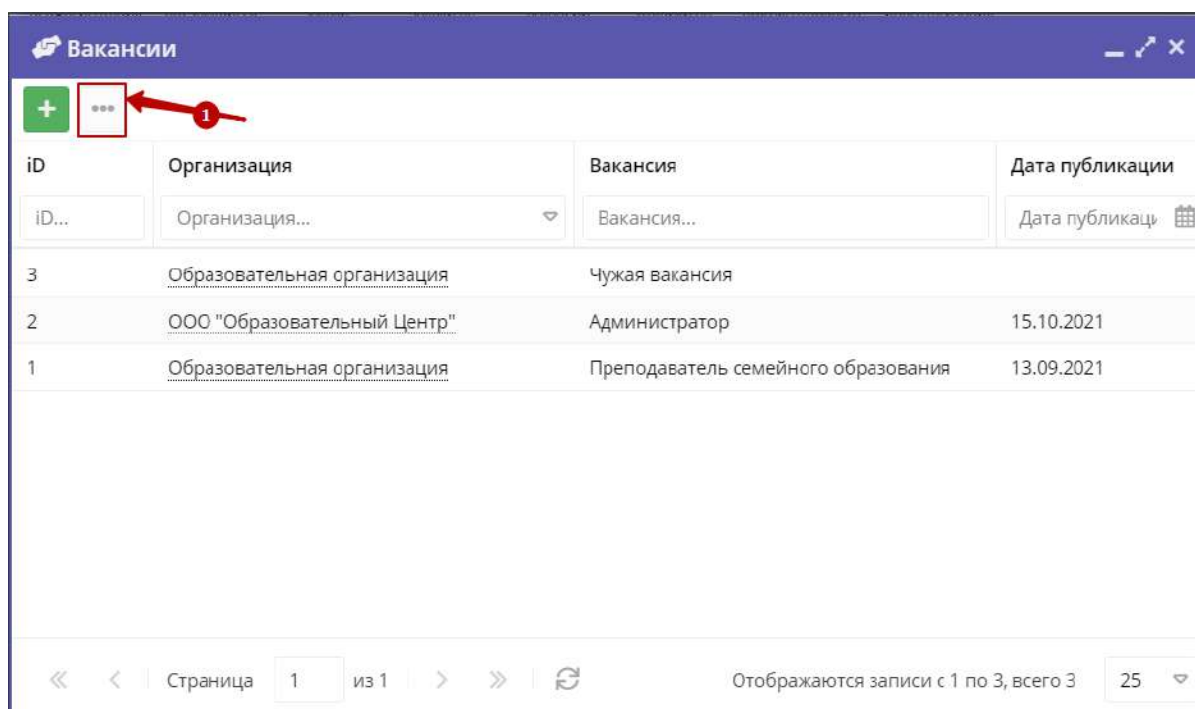 Вакансии
1
iD Организация Вакансия Дата публикации
iD... Организация... Вакансия... Дата публикаци
3 Образовательная организация Чужая вакансия
2 ООО "Образовательный Центр" Администратор 15.10.2021
1 Образовательная организация Преподаватель семейного образования 13.09.2021
Страница 1 из 1 Отображаются записи с 1 по 3, всего 3 25